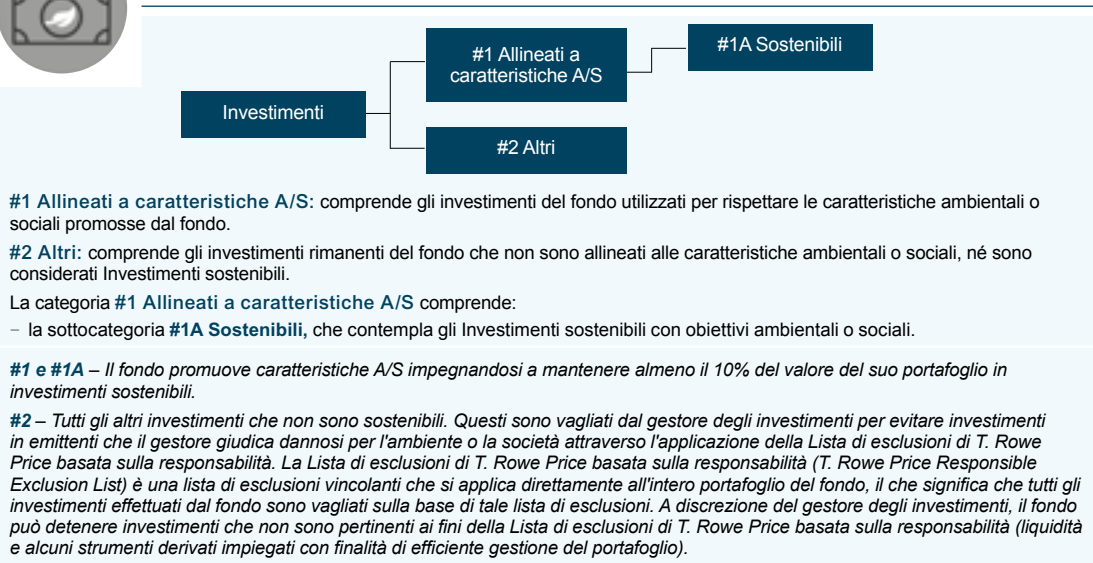 #1 Allineati a
caratteristiche A/S
#1A Sostenibili
Investimenti
#2 Altri
#1 Allineati a caratteristiche A/S: comprende gli investimenti del fondo utilizzati per rispettare le caratteristiche ambientali o
sociali promosse dal fondo.
#2 Altri: comprende gli investimenti rimanenti del fondo che non sono allineati alle caratteristiche ambientali o sociali, né sono
considerati Investimenti sostenibili.
La categoria #1 Allineati a caratteristiche A/S comprende:
– la sottocategoria #1A Sostenibili, che contempla gli Investimenti sostenibili con obiettivi ambientali o sociali.
#1 e #1A – Il fondo promuove caratteristiche A/S impegnandosi a mantenere almeno il 10% del valore del suo portafoglio in
investimenti sostenibili.
#2 – Tutti gli altri investimenti che non sono sostenibili. Questi sono vagliati dal gestore degli investimenti per evitare investimenti
in emittenti che il gestore giudica dannosi per l'ambiente o la società attraverso l'applicazione della Lista di esclusioni di T. Rowe
Price basata sulla responsabilità. La Lista di esclusioni di T. Rowe Price basata sulla responsabilità (T. Rowe Price Responsible
Exclusion List) è una lista di esclusioni vincolanti che si applica direttamente all'intero portafoglio del fondo, il che significa che tutti gli
investimenti effettuati dal fondo sono vagliati sulla base di tale lista di esclusioni. A discrezione del gestore degli investimenti, il fondo
può detenere investimenti che non sono pertinenti ai fini della Lista di esclusioni di T. Rowe Price basata sulla responsabilità (liquidità
e alcuni strumenti derivati impiegati con finalità di efficiente gestione del portafoglio).